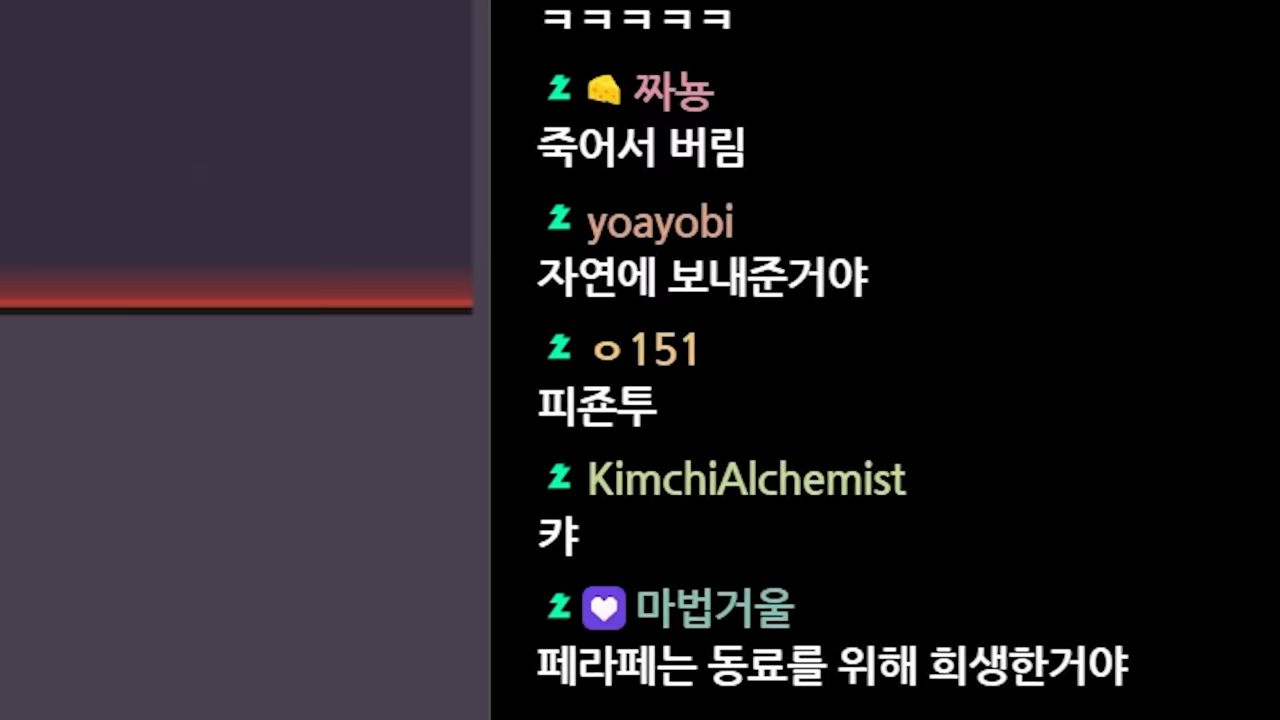 ㅋㅋㅋㅋㅋ
짜뇽
죽어서 버림
yoayobi
자연에 보내준거야
ㅇ151
피죤투
KimchiAlchemist
캬
마법거울
페라페는 동료를 위해 희생한거야